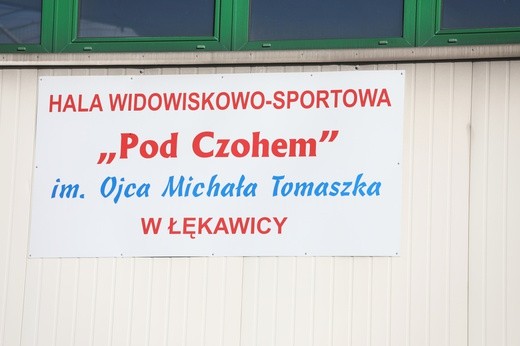 HALA WIDOWISKOWO-SPORTOWA
„Pod Czohem”
im. Ojca Michała Tomaszka
W ŁĘKAWICY